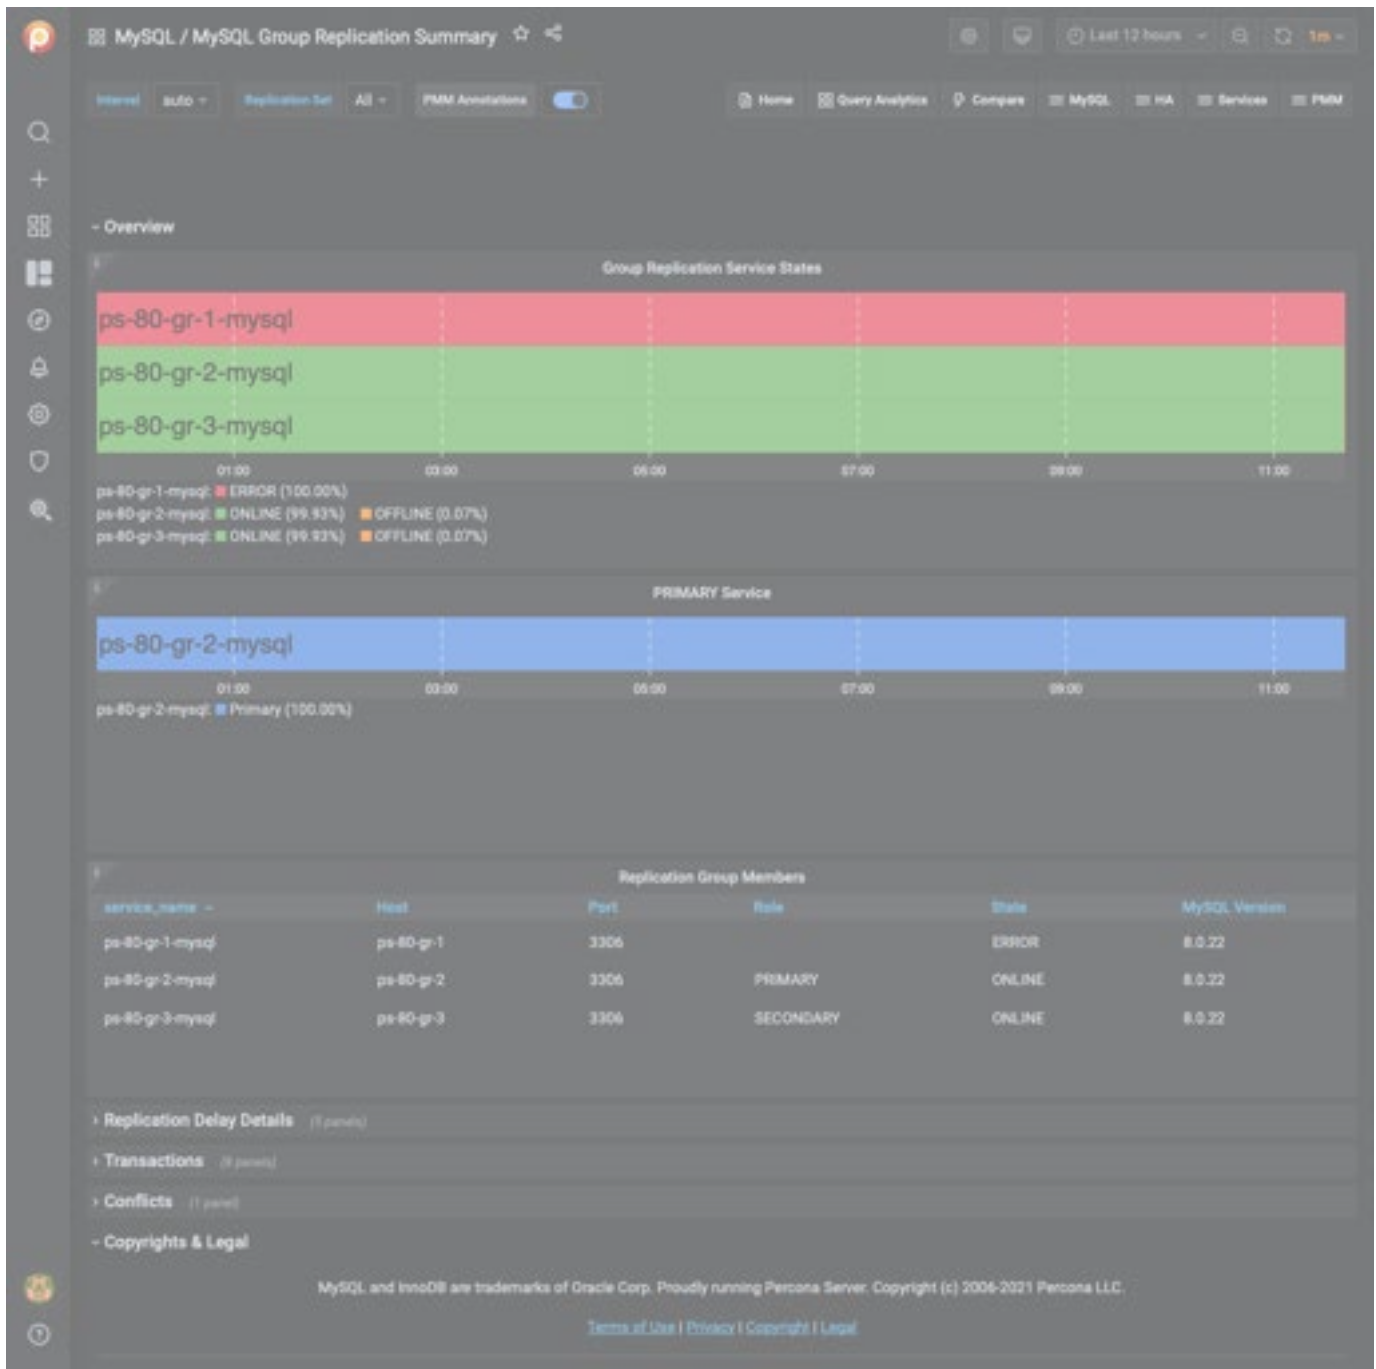 MySQL / MySQL Group Replication Summary
Last 12 hours
1m
Interval auto Replication Set All PMM Annotations
Home Query Analytics Compare MySQL HA Services PMM
Overview
Group Replication Service States
ps-80-gr-1-mysql
ps-80-gr-2-mysql
ps-80-gr-3-mysql
01:00 03:00 05:00 07:00 09:00 11:00
ps-80-gr-1-mysql: ERROR (100.00%)
ps-80-gr-2-mysql: ONLINE (99.93%) OFFLINE (0.07%)
ps-80-gr-3-mysql: ONLINE (99.93%) OFFLINE (0.07%)
PRIMARY Service
ps-80-gr-2-mysql
01:00 03:00 05:00 07:00 09:00 11:00
ps-80-gr-2-mysql: Primary (100.00%)
Replication Group Members
service_name Host Port Role State MySQL Version
ps-80-gr-1-mysql ps-80-gr-1 3306 ERROR 8.0.22
ps-80-gr-2-mysql ps-80-gr-2 3306 PRIMARY ONLINE 8.0.22
ps-80-gr-3-mysql ps-80-gr-3 3306 SECONDARY ONLINE 8.0.22
Replication Delay Details panels)
Transactions panels)
Conflicts (1 panel)
Copyrights & Legal
MySQL and InnoDB are trademarks of Oracle Corp. Proudly running Percona Server. Copyright (c) 2006-2021 Percona LLC.
Terms of Use | Privacy | Copyright | Legal